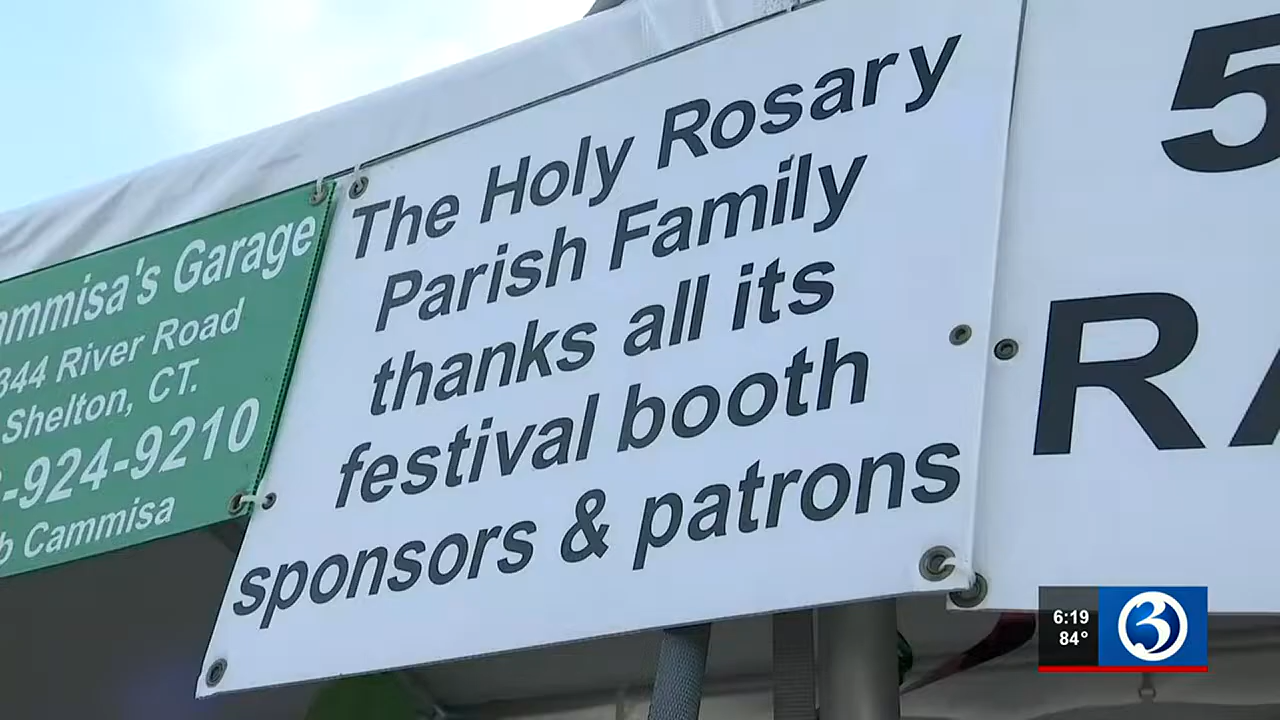 The Holy Rosary
Parish Family
thanks all its
festival booth
sponsors & patrons
ammisa's Garage
344 River Road
Shelton, CT.
-924-9210
b Cammisa
5
RA
6:19
84°
3